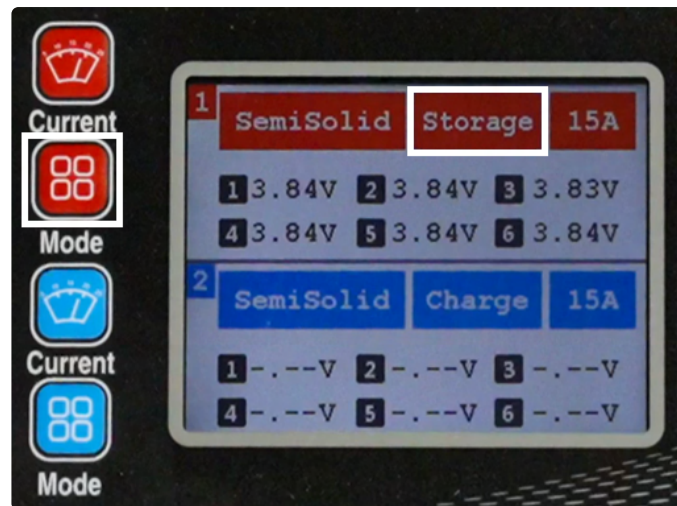 Current
Mode
Current
Mode
1 SemiSolid Storage 15A
1 3.84V 2 3.84V 3 3.83V
4 3.84V 5 3.84V 6 3.84V
2 SemiSolid Charge 15A
1 -.--V 2 -.--V 3 -.--V
4 -.--V 5 -.--V 6 -.--V